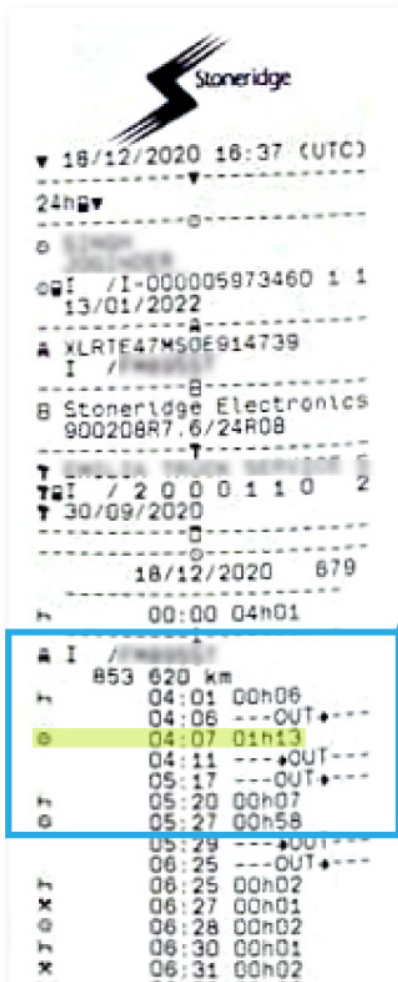 Stoneridge
▼ 18/12/2020 16:37 (UTC)
24h▼
I /I-000005973460 1 1
13/01/2022
A XLRTE47MS0E914739
I /
B Stoneridge Electronics
900208R7.6/24R08
T
TI / 2 0 0 0 1 1 0 2
T 30/09/2020
18/12/2020 679
00:00 04h01
A I /
853 620 km
04:01 00h06
04:06 ---OUT---
04:07 01h13
04:11 ---OUT
05:17 ---OUT---
05:20 00h07
05:27 00h58
05:29 ---OUT---
06:25 ---OUT---
06:25 00h02
06:27 00h01
06:28 00h02
06:30 00h01
06:31 00h02